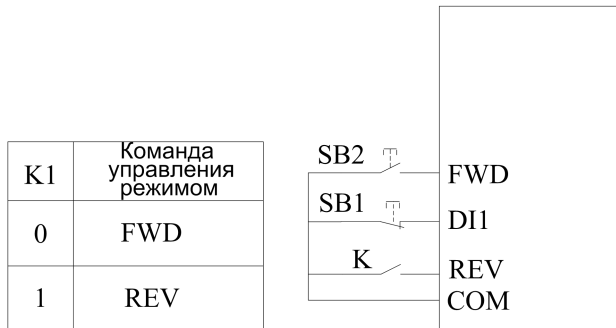 K1
Команда
управления
режимом
0
FWD
1
REV
SB2
FWD
SB1
DI1
K
REV
COM